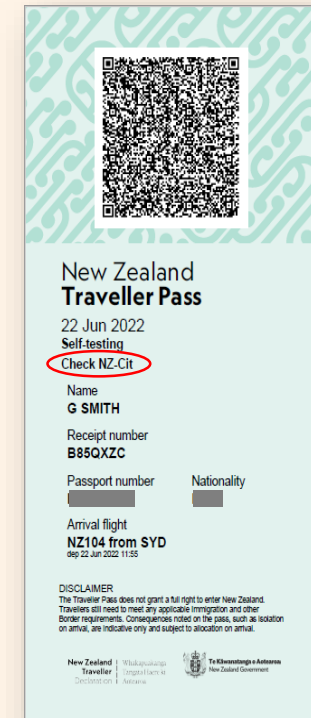 New Zealand
Traveller Pass
22 Jun 2022
Self-testing
Check NZ-Cit
Name
G SMITH
Receipt number
B85QXZC
Passport number Nationality
Arrival flight
NZ104 from SYD
dep 22 Jun 2022 11:55
DISCLAIMER
The Traveller Pass does not grant a full right to enter New Zealand.
Travellers still need to meet any applicable immigration and other
Border requirements. Consequences noted on the pass, such as isolation
on arrival, are indicative only and subject to allocation on arrival.
New Zealand
Traveller
Declaration
Te Kāwanatanga o Aotearoa
New Zealand Government